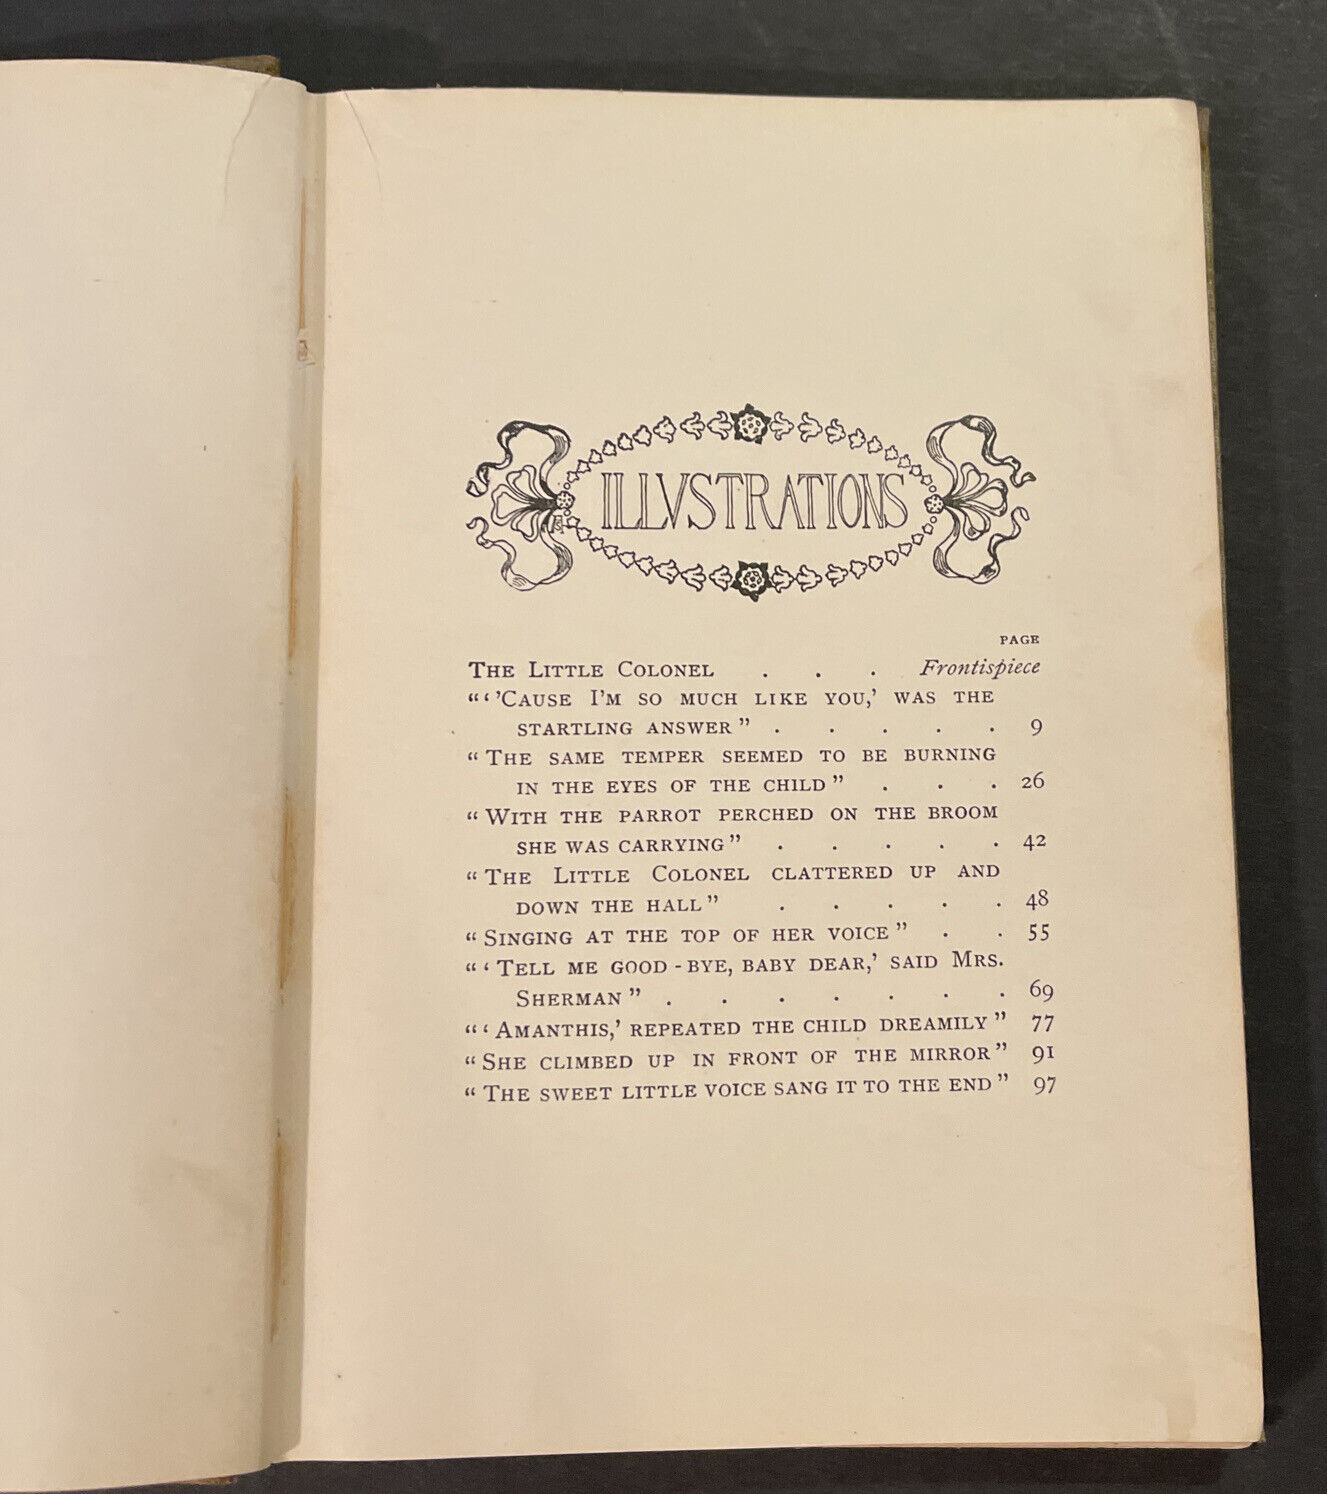 ILLVSTRATIONS
PAGE
THE LITTLE COLONEL . . . Frontispiece
"‘’CAUSE I'M SO MUCH LIKE YOU,’ WAS THE
STARTLING ANSWER" . . . . . 9
"THE SAME TEMPER SEEMED TO BE BURNING
IN THE EYES OF THE CHILD" . . . 26
"WITH THE PARROT PERCHED ON THE BROOM
SHE WAS CARRYING" . . . . . 42
"THE LITTLE COLONEL CLATTERED UP AND
DOWN THE HALL" . . . . . 48
"SINGING AT THE TOP OF HER VOICE" . . 55
"‘TELL ME GOOD-BYE, BABY DEAR,’ SAID MRS.
SHERMAN" . . . . . . . 69
"‘AMANTHIS,’ REPEATED THE CHILD DREAMILY" 77
"SHE CLIMBED UP IN FRONT OF THE MIRROR" 91
"THE SWEET LITTLE VOICE SANG IT TO THE END" 97